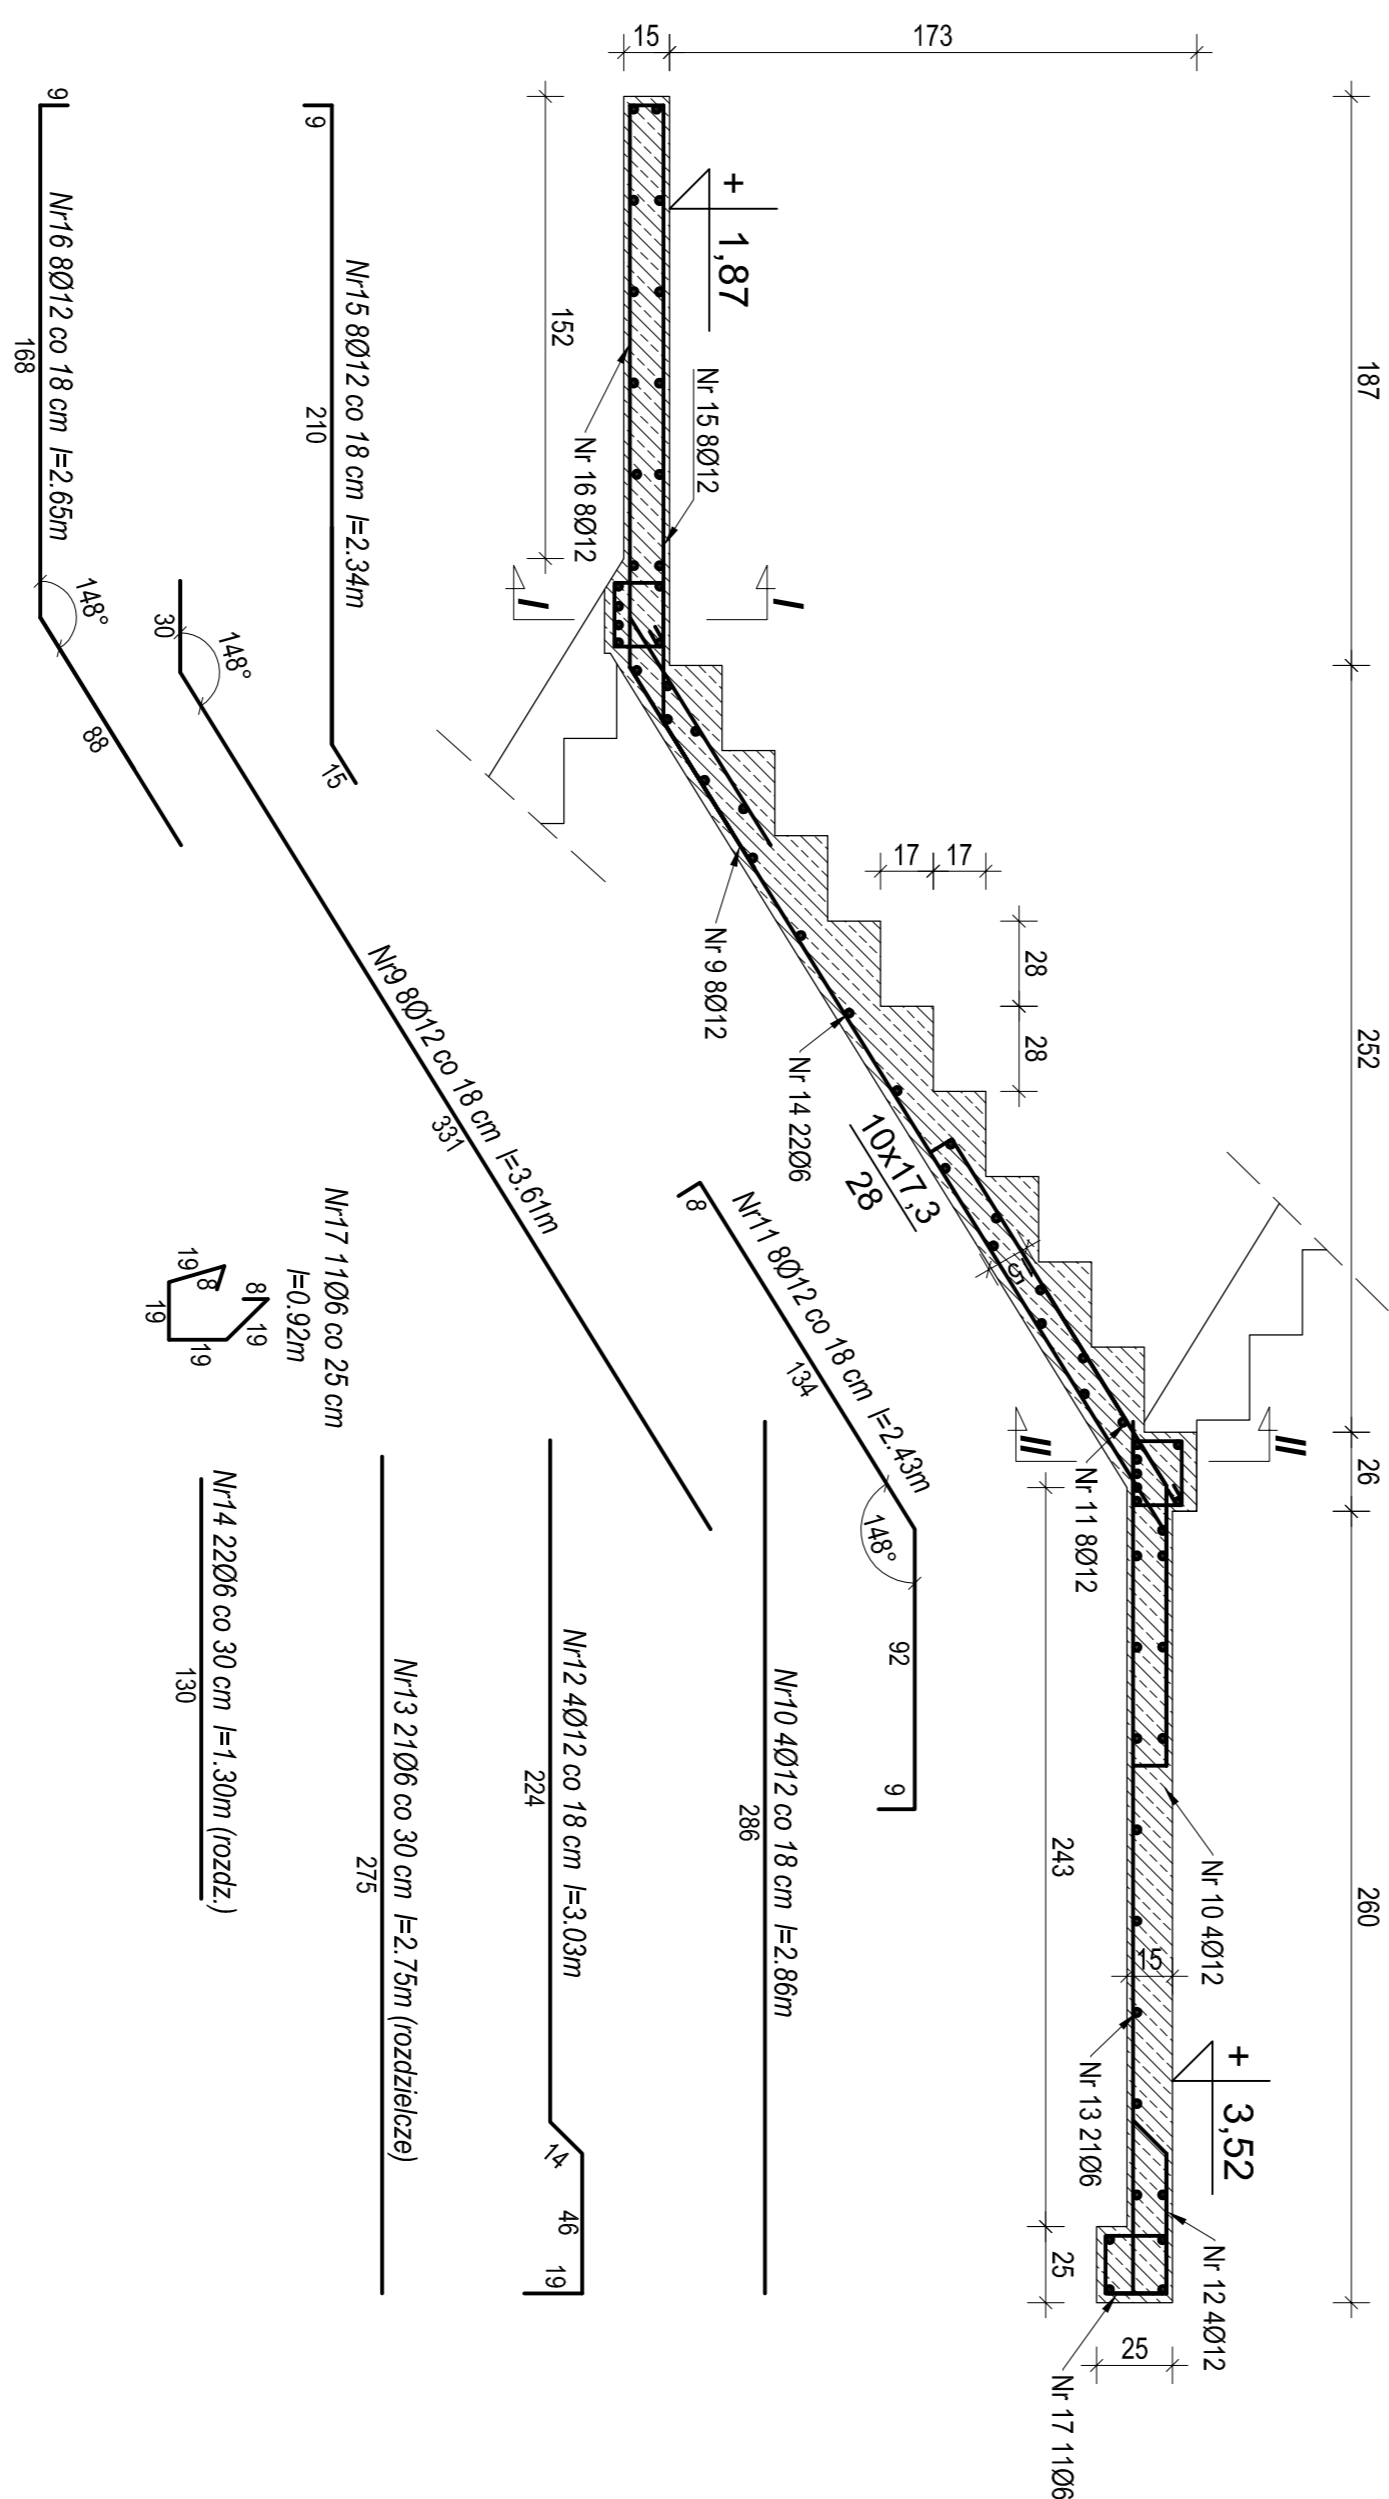 187
252
26
260
173
15
+
1,87
+
3,52
152
Nr 15 8Ø12
Nr 16 8Ø12
I
I
17
17
28
28
Nr 9 8Ø12
Nr 14 22Ø6
10x17,3
28
II
II
Nr 11 8Ø12
243
25
Nr 10 4Ø12
15
Nr 13 21Ø6
Nr 12 4Ø12
25
Nr 17 11Ø6
Nr10 4Ø12 co 18 cm l=2.86m
286
Nr11 8Ø12 co 18 cm l=2.43m
8
134
148°
92
9
Nr12 4Ø12 co 18 cm l=3.03m
224
14
46
19
Nr13 21Ø6 co 30 cm l=2.75m (rozdzielcze)
275
Nr9 8Ø12 co 18 cm l=3.61m
30
148°
331
Nr15 8Ø12 co 18 cm l=2.34m
9
210
15
Nr17 11Ø6 co 25 cm
l=0.92m
19
8
8
19
19
19
Nr14 22Ø6 co 30 cm l=1.30m (rozdz.)
130
Nr16 8Ø12 co 18 cm l=2.65m
9
168
148°
88